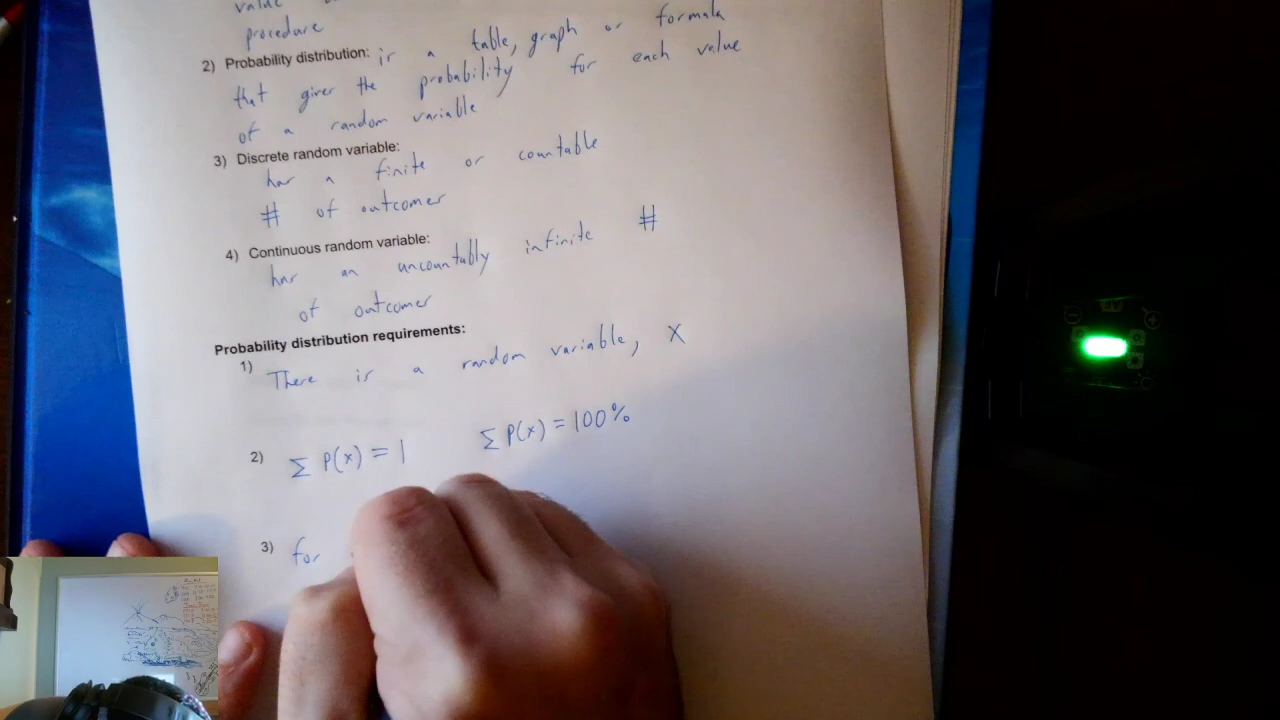 value
procedure
2) Probability distribution: is a table, graph or formula
that gives the probability for each value
of a random variable
3) Discrete random variable:
has a finite or countable
# of outcomes
4) Continuous random variable:
has an uncountably infinite #
of outcomes
Probability distribution requirements:
1) There is a random variable, X
2) Σ P(x) = 1 Σ P(x) = 100%
3) for